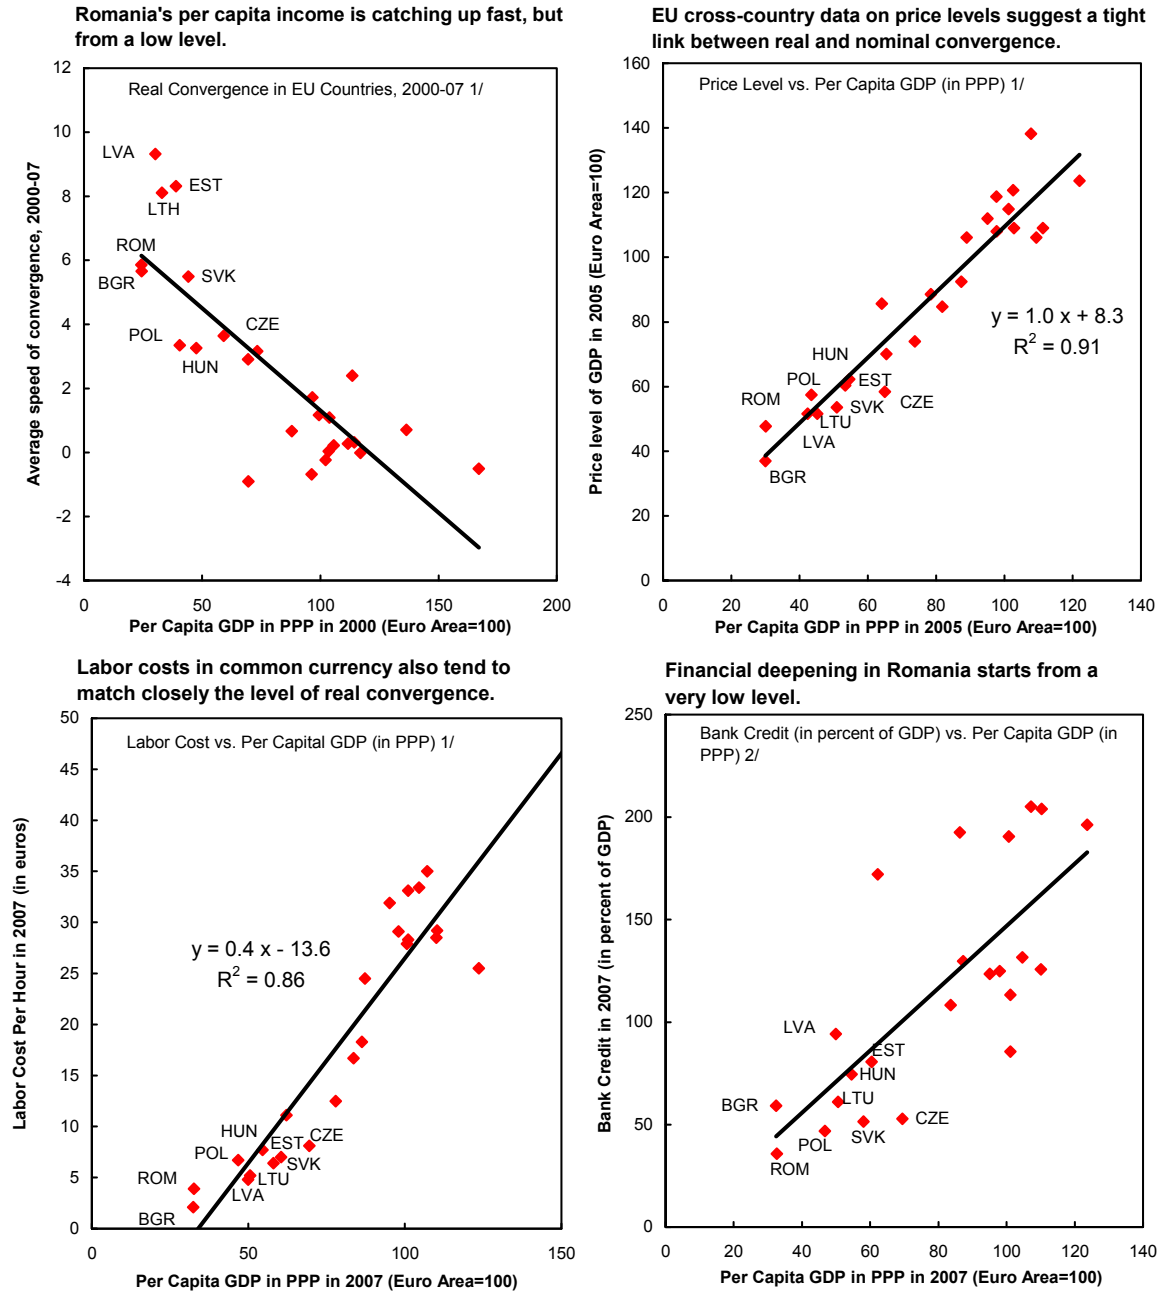 Romania's per capita income is catching up fast, but
from a low level.
12
10
8
6
4
2
0
-2
-4
0
50
100
150
200
Real Convergence in EU Countries, 2000-07 1/
LVA
EST
LTH
ROM
BGR
SVK
POL
HUN
CZE
Average speed of convergence, 2000-07
Per Capita GDP in PPP in 2000 (Euro Area=100)
EU cross-country data on price levels suggest a tight
link between real and nominal convergence.
160
140
120
100
80
60
40
20
0
0
20
40
60
80
100
120
140
Price Level vs. Per Capita GDP (in PPP) 1/
y = 1.0 x + 8.3
R2 = 0.91
HUN
POL
EST
ROM
SVK
CZE
LTU
LVA
BGR
Price level of GDP in 2005 (Euro Area=100)
Per Capita GDP in PPP in 2005 (Euro Area=100)
Labor costs in common currency also tend to
match closely the level of real convergence.
50
45
40
35
30
25
20
15
10
5
0
0
50
100
150
Labor Cost vs. Per Capital GDP (in PPP) 1/
y = 0.4 x - 13.6
R2 = 0.86
HUN
EST
CZE
POL
SVK
ROM
LTU
LVA
BGR
Labor Cost Per Hour in 2007 (in euros)
Per Capita GDP in PPP in 2007 (Euro Area=100)
Financial deepening in Romania starts from a
very low level.
250
200
150
100
50
0
0
20
40
60
80
100
120
140
Bank Credit (in percent of GDP) vs. Per Capita GDP (in
PPP) 2/
LVA
EST
HUN
BGR
LTU
CZE
SVK
POL
ROM
Bank Credit in 2007 (in percent of GDP)
Per Capita GDP in PPP in 2007 (Euro Area=100)